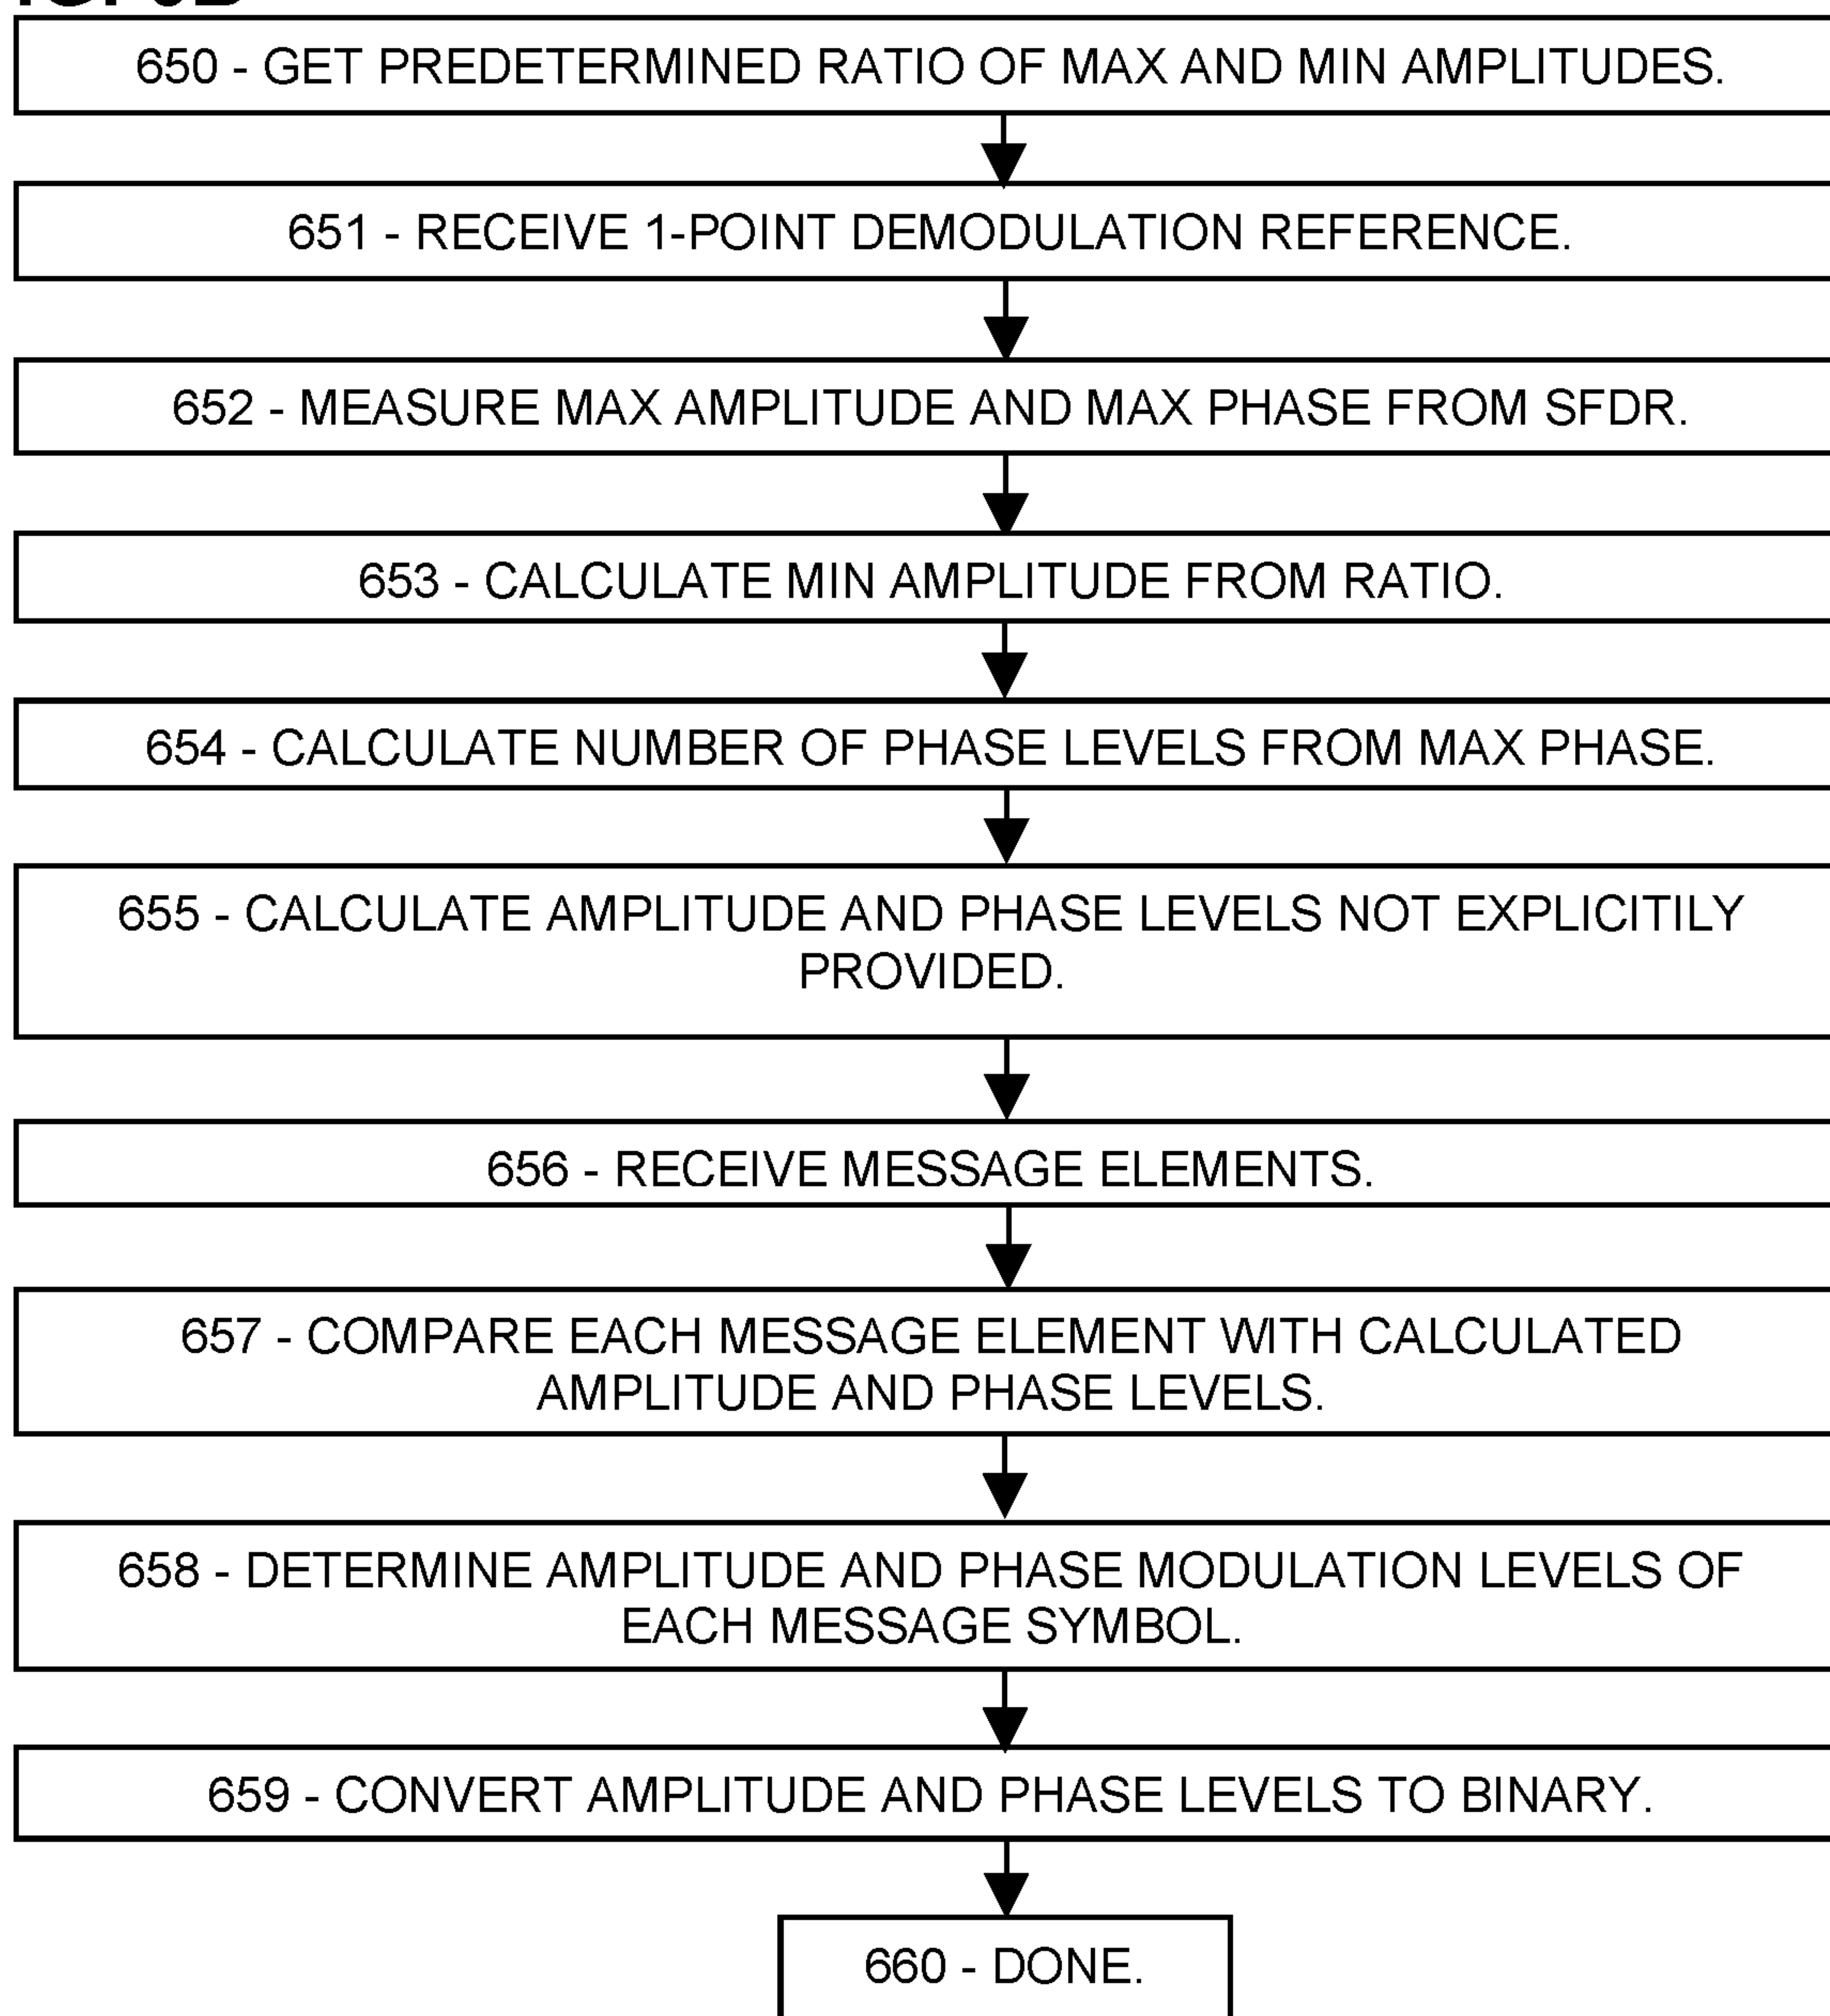 650 - GET PREDETERMINED RATIO OF MAX AND MIN AMPLITUDES.
651 - RECEIVE 1-POINT DEMODULATION REFERENCE.
652 - MEASURE MAX AMPLITUDE AND MAX PHASE FROM SFDR.
653 - CALCULATE MIN AMPLITUDE FROM RATIO.
654 - CALCULATE NUMBER OF PHASE LEVELS FROM MAX PHASE.
655 - CALCULATE AMPLITUDE AND PHASE LEVELS NOT EXPLICITILY
PROVIDED.
656 - RECEIVE MESSAGE ELEMENTS.
657 - COMPARE EACH MESSAGE ELEMENT WITH CALCULATED
AMPLITUDE AND PHASE LEVELS.
658 - DETERMINE AMPLITUDE AND PHASE MODULATION LEVELS OF
EACH MESSAGE SYMBOL.
659 - CONVERT AMPLITUDE AND PHASE LEVELS TO BINARY.
660 - DONE.